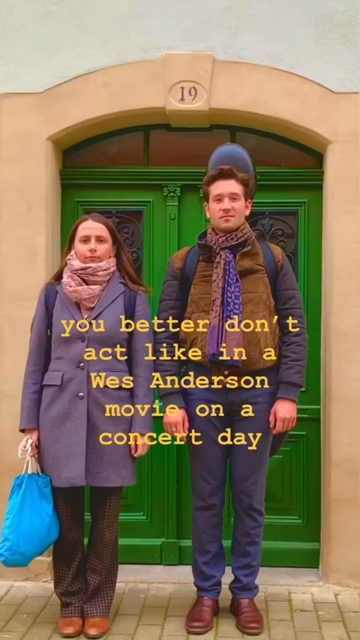 19
you better don't
act like in a
Wes Anderson
movie on a
concert day